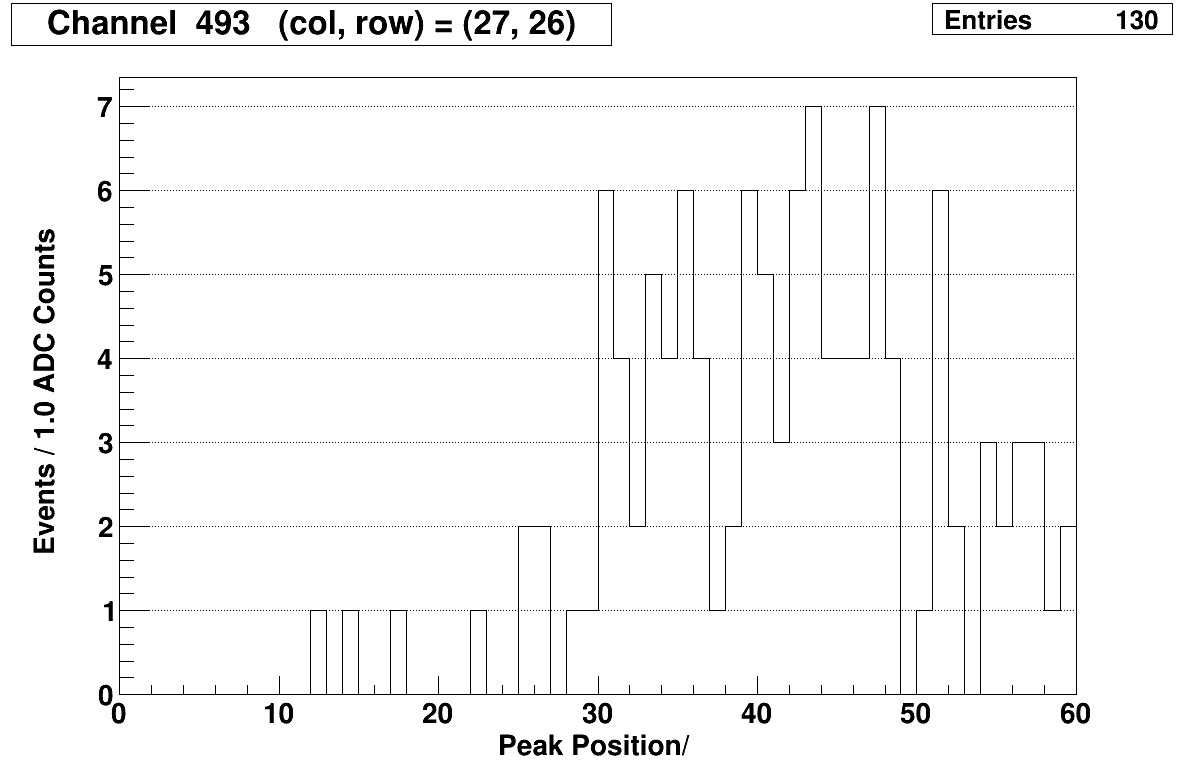 Channel 493 (col, row) = (27, 26)
Entries 130
7
6
5
4
3
2
1
0
Events / 1.0 ADC Counts
0 10 20 30 40 50 60
Peak Position/